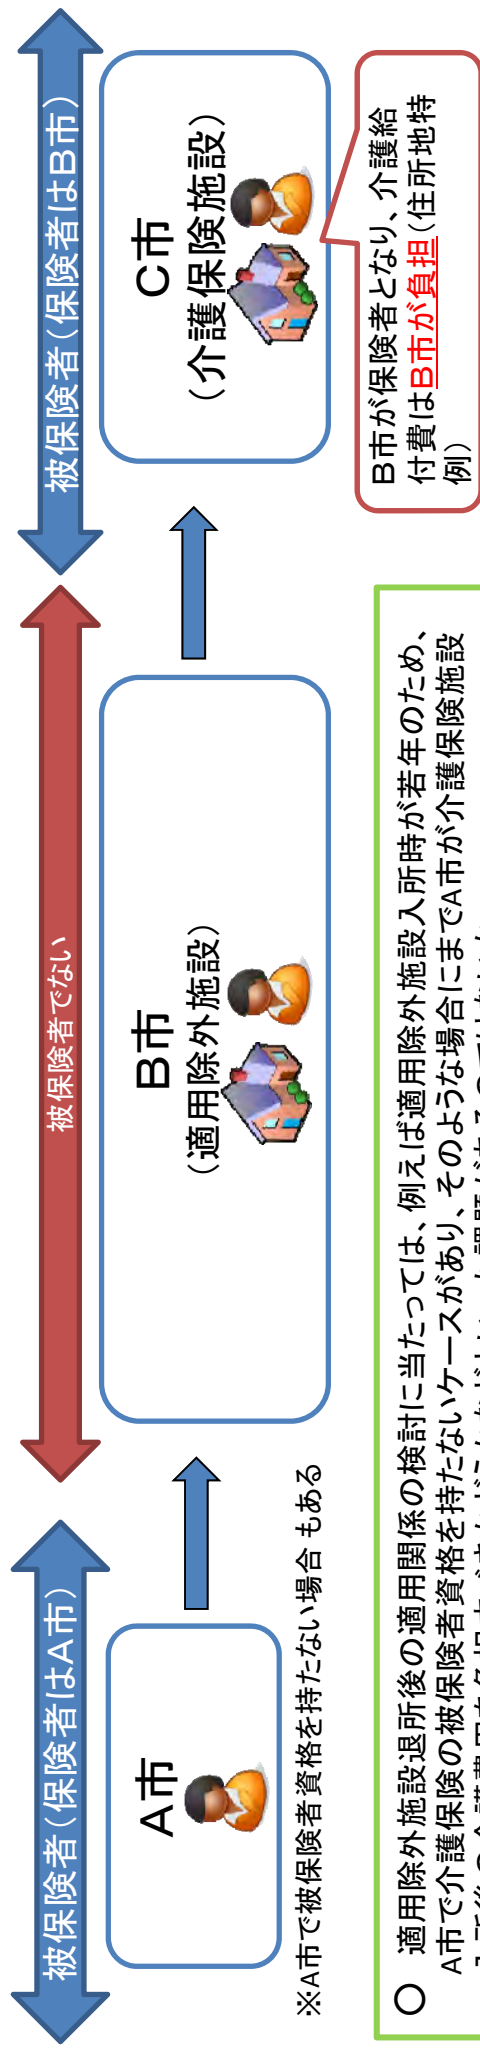 被保険者(保険者はA市)
被保険者でない
被保険者(保険者はB市)
A市
B市
(適用除外施設)
C市
(介護保険施設)
※A市で被保険者資格を持たない場合もある
B市が保険者となり、介護給
付費はB市が負担(住所地特
例)
○ 適用除外施設退所後の適用関係の検討に当たっては、例えば適用除外施設入所時が若年のため、
A市で介護保険の被保険者資格を持たないケースがあり、そのような場合にまでA市が介護保険施設